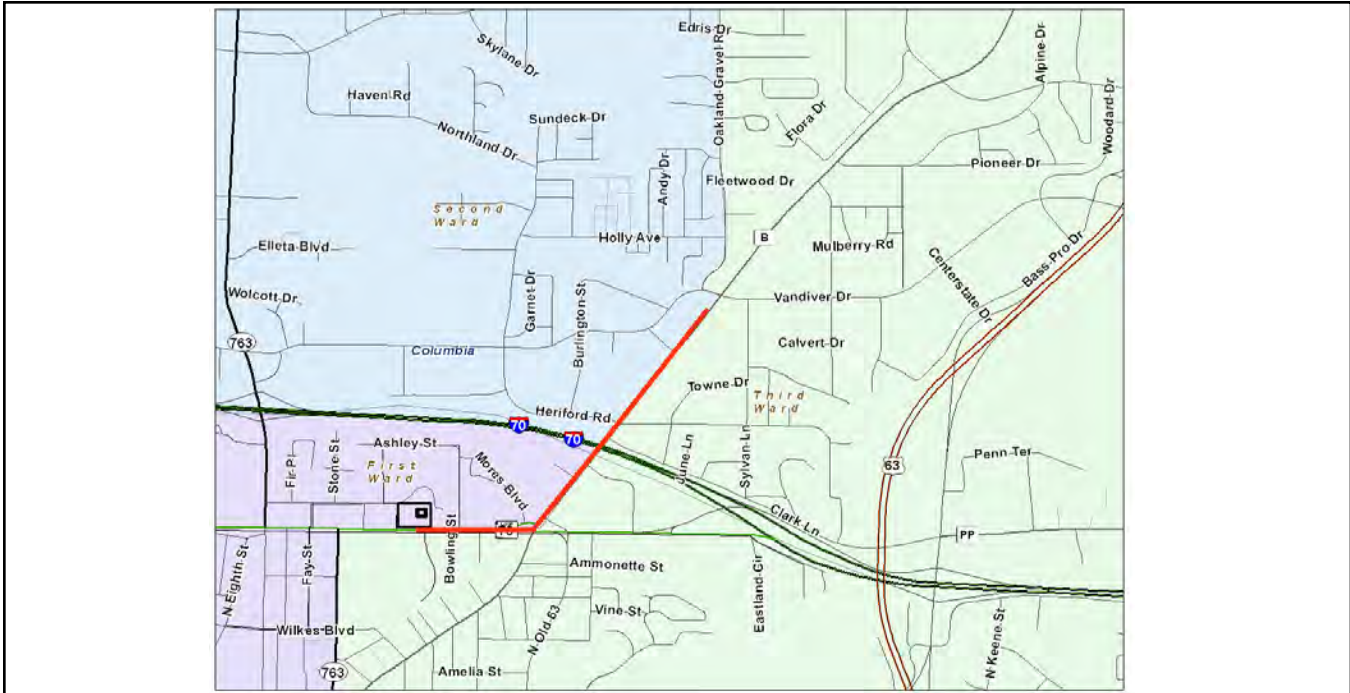 Edris Dr
Skylane Dr
Oakland Gravel R
Alpine Dr
Haven Rd
Sundeck Dr
Flora Dr
Woodard Dr
Northland Dr
Andy Dr
Pioneer Dr
Fleetwood Dr
Second
Ward
Elleta Blvd
Holly Ave
B
Mulberry Rd
Centerstate Dr
Bass Pro Dr
Wolcott Dr
Garnet Dr
Burlington St
Vandiver Dr
763
Columbia
Calvert Dr
Towne Dr
Third
Ward
Heriford Rd
70
70
Ashley St
Fir Pl
Stone St
First
Ward
Mores Blvd
June Ln
Sylvan Ln
63
Penn Ter
Clark Ln
PP
N Eighth St
Fay St
Bowling St
Ammonette St
Eastland Cir
N Old 63
Vine St
Wilkes Blvd
N Keene St
763
Amelia St